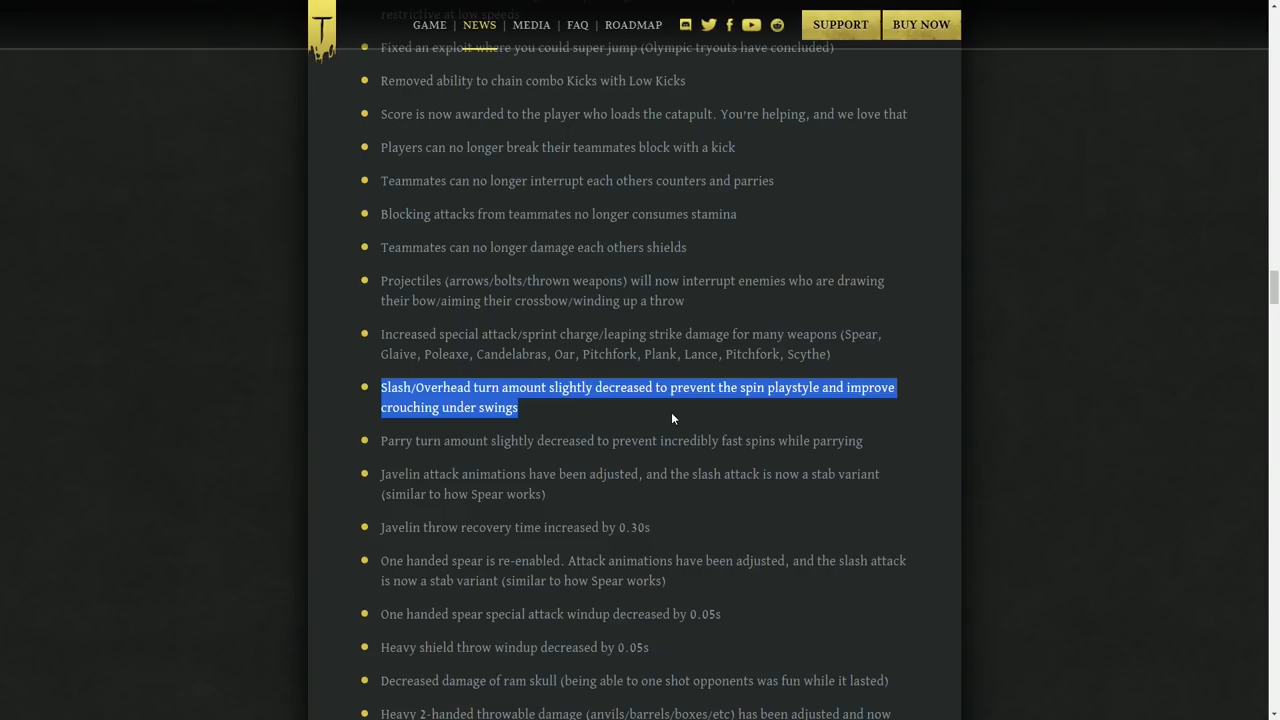 restrictive at low speeds
GAME | NEWS | MEDIA | FAQ | ROADMAP SUPPORT BUY NOW
Fixed an exploit where you could super jump (Olympic tryouts have concluded)
Removed ability to chain combo Kicks with Low Kicks
Score is now awarded to the player who loads the catapult. You're helping, and we love that
Players can no longer break their teammates block with a kick
Teammates can no longer interrupt each others counters and parries
Blocking attacks from teammates no longer consumes stamina
Teammates can no longer damage each others shields
Projectiles (arrows/bolts/thrown weapons) will now interrupt enemies who are drawing
their bow/aiming their crossbow/winding up a throw
Increased special attack/sprint charge/leaping strike damage for many weapons (Spear,
Glaive, Poleaxe, Candelabras, Oar, Pitchfork, Plank, Lance, Pitchfork, Scythe)
Slash/Overhead turn amount slightly decreased to prevent the spin playstyle and improve
crouching under swings
Parry turn amount slightly decreased to prevent incredibly fast spins while parrying
Javelin attack animations have been adjusted, and the slash attack is now a stab variant
(similar to how Spear works)
Javelin throw recovery time increased by 0.30s
One handed spear is re-enabled. Attack animations have been adjusted, and the slash attack
is now a stab variant (similar to how Spear works)
One handed spear special attack windup decreased by 0.05s
Heavy shield throw windup decreased by 0.05s
Decreased damage of ram skull (being able to one shot opponents was fun while it lasted)
Heavy 2-handed throwable damage (anvils/barrels/boxes/etc) has been adjusted and now